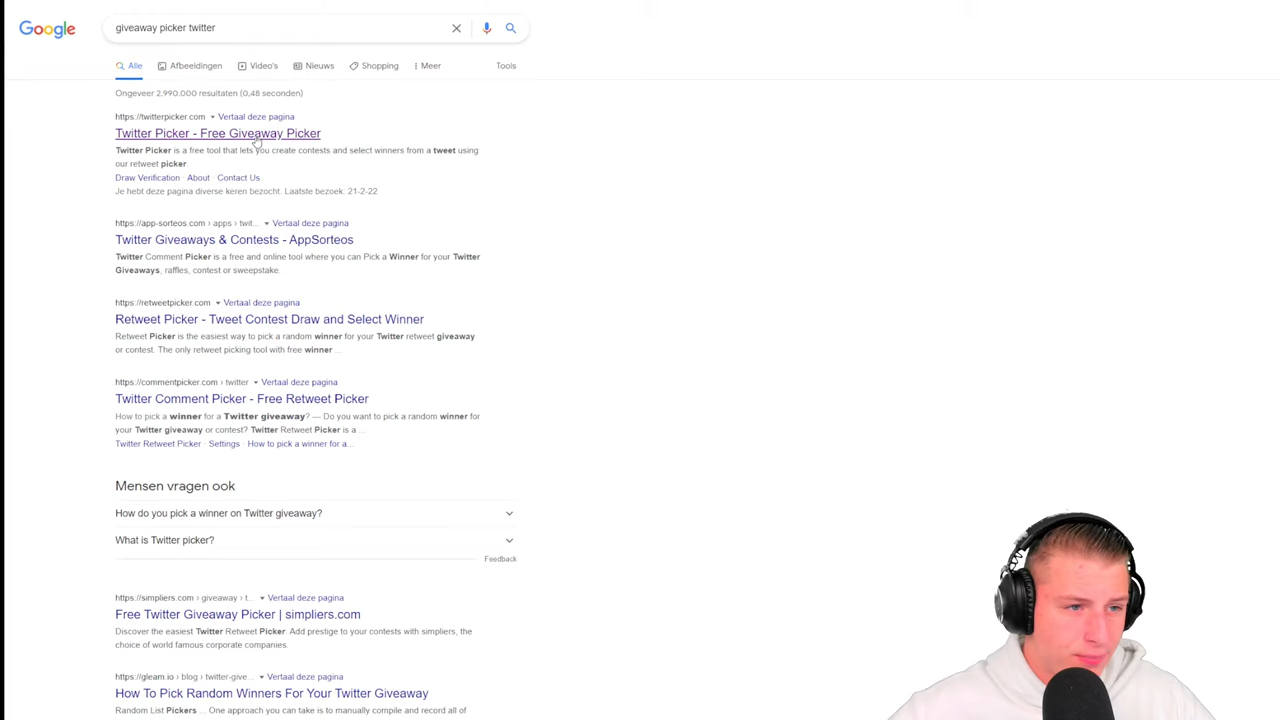 Google
giveaway picker twitter
Alle
Afbeeldingen
Video's
Nieuws
Shopping
Meer
Tools
Ongeveer 2.990.000 resultaten (0,48 seconden)
https://twitterpicker.com
Vertaal deze pagina
Twitter Picker - Free Giveaway Picker
Twitter Picker is a free tool that lets you create contests and select winners from a tweet using
our retweet picker.
Draw Verification · About · Contact Us
Je hebt deze pagina diverse keren bezocht. Laatste bezoek: 21-2-22
https://app-sorteos.com › apps › twit...
Vertaal deze pagina
Twitter Giveaways & Contests - AppSorteos
Twitter Comment Picker is a free and online tool where you can Pick a Winner for your Twitter
Giveaways, raffles, contest or sweepstake.
https://retweetpicker.com
Vertaal deze pagina
Retweet Picker - Tweet Contest Draw and Select Winner
Retweet Picker is the easiest way to pick a random winner for your Twitter retweet giveaway
or contest. The only retweet picking tool with free winner ...
https://commentpicker.com › twitter
Vertaal deze pagina
Twitter Comment Picker - Free Retweet Picker
How to pick a winner for a Twitter giveaway? — Do you want to pick a random winner for
your Twitter giveaway or contest? Twitter Retweet Picker is a ...
Twitter Retweet Picker · Settings · How to pick a winner for a...
Mensen vragen ook
How do you pick a winner on Twitter giveaway?
What is Twitter picker?
Feedback
https://simpliers.com › giveaway › t...
Vertaal deze pagina
Free Twitter Giveaway Picker | simpliers.com
Discover the easiest Twitter Retweet Picker. Add prestige to your contests with simpliers, the
choice of world famous corporate companies.
https://gleam.io › blog › twitter-give...
Vertaal deze pagina
How To Pick Random Winners For Your Twitter Giveaway
Random List Pickers ... One approach you can take is to manually compile and record all of